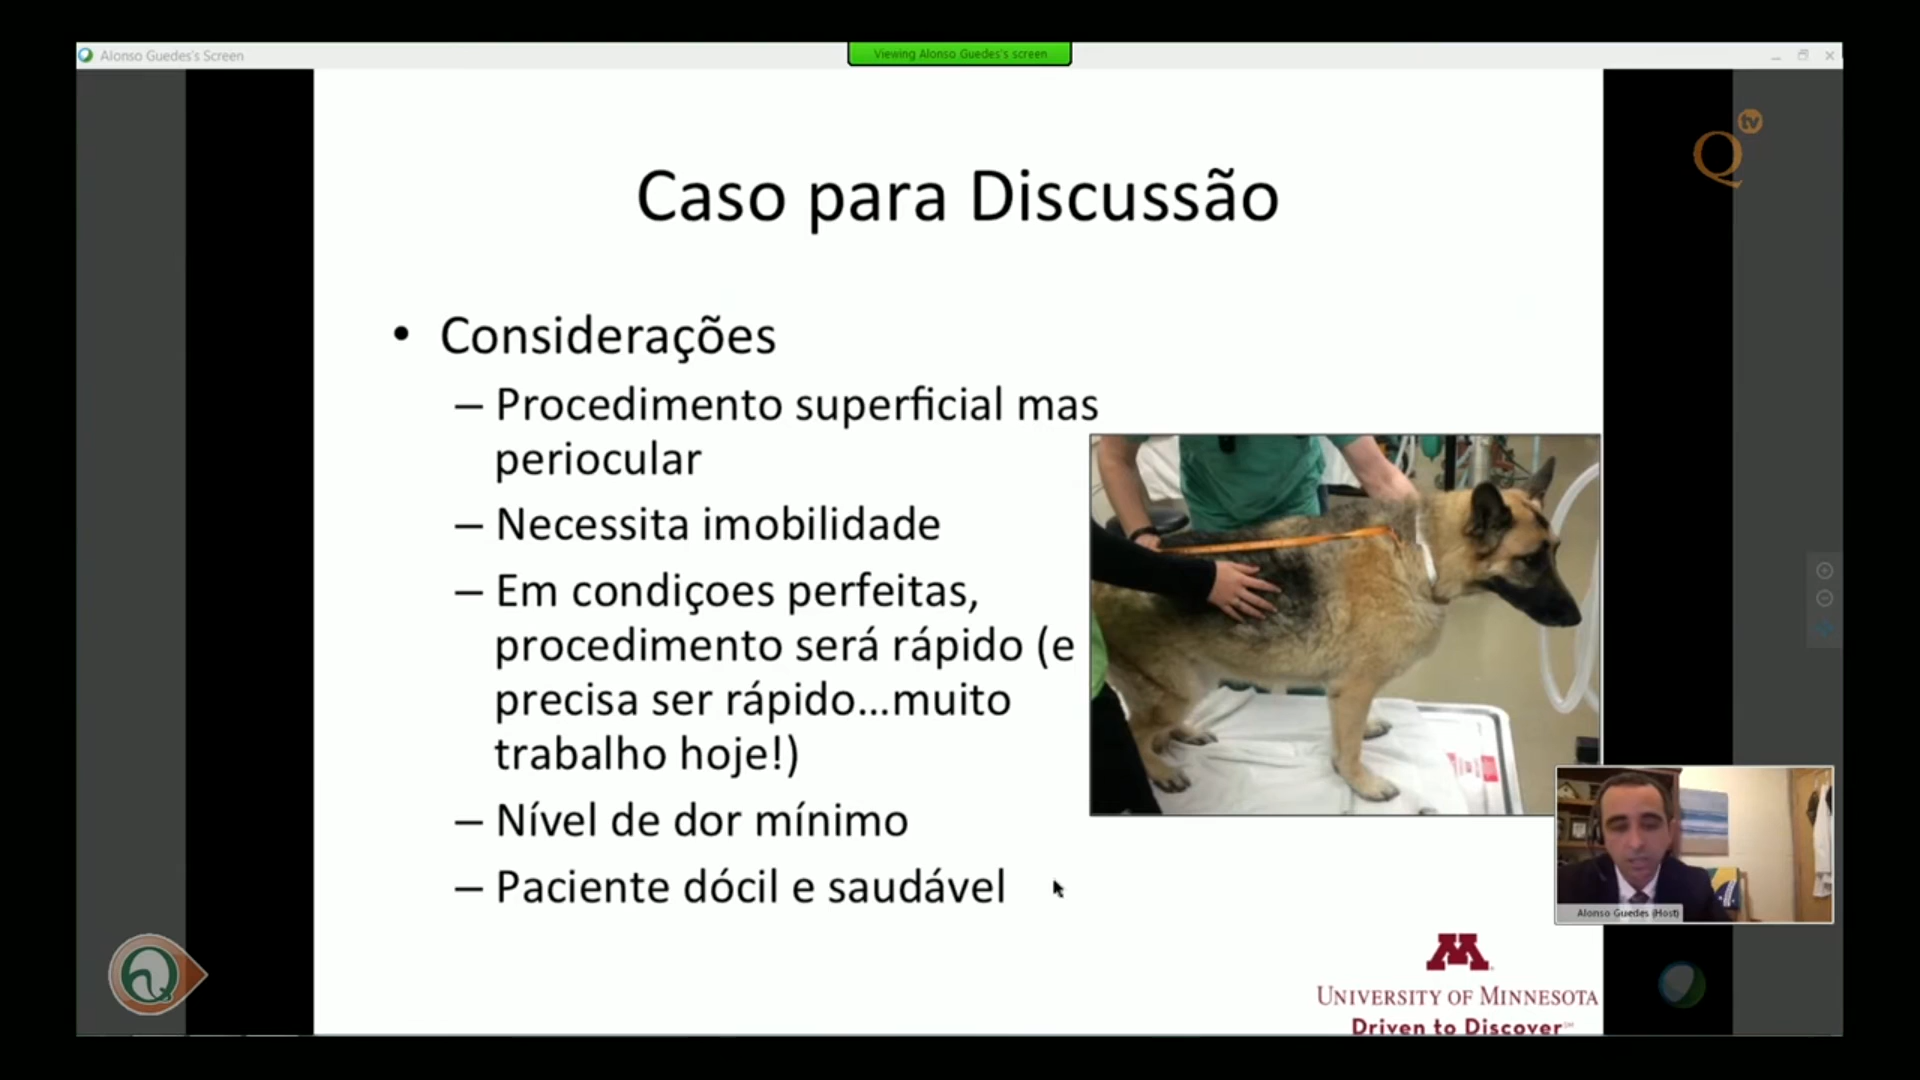 Alonso Guedes's Screen
Viewing Alonso Guedes's screen
Q tv
Caso para Discussão
• Considerações
– Procedimento superficial mas
periocular
– Necessita imobilidade
– Em condiçoes perfeitas,
procedimento será rápido (e
precisa ser rápido...muito
trabalho hoje!)
– Nível de dor mínimo
– Paciente dócil e saudável
Alonso Guedes (Host)
M
UNIVERSITY OF MINNESOTA
Driven to Discover℠